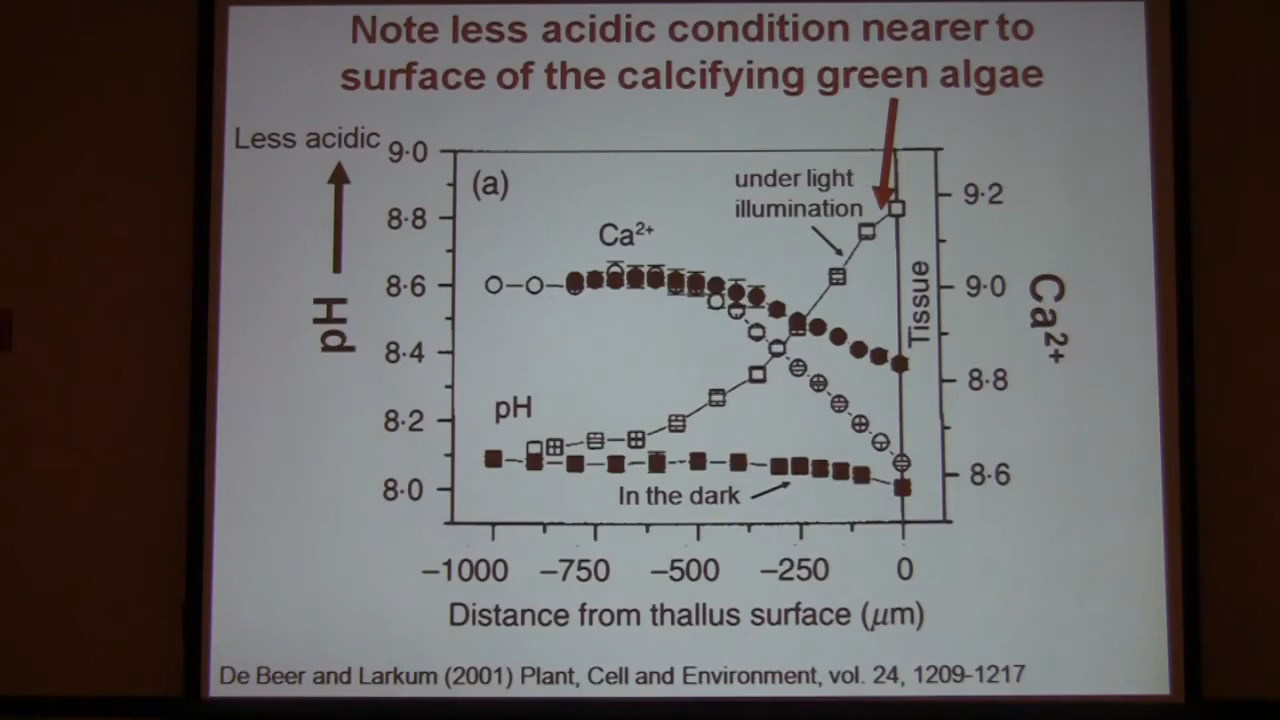 Note less acidic condition nearer to
surface of the calcifying green algae
Less acidic
pH
9·0
8·8
8·6
8·4
8·2
8·0
(a)
Ca²⁺
under light
illumination
pH
In the dark
Tissue
9·2
9·0
8·8
8·6
Ca²⁺
−1000 −750 −500 −250 0
Distance from thallus surface (μm)
De Beer and Larkum (2001) Plant, Cell and Environment, vol. 24, 1209-1217